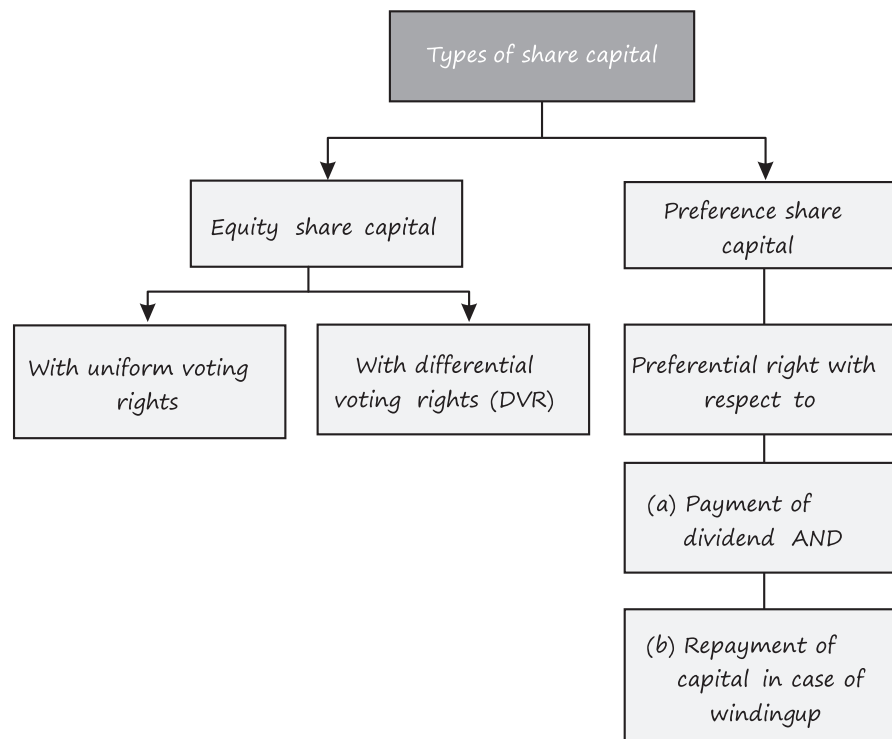 Types of share capital
Equity share capital
Preference share
capital
With uniform voting
rights
With differential
voting rights (DVR)
Preferential right with
respect to
(a) Payment of
dividend AND
(b) Repayment of
capital in case of
windingup